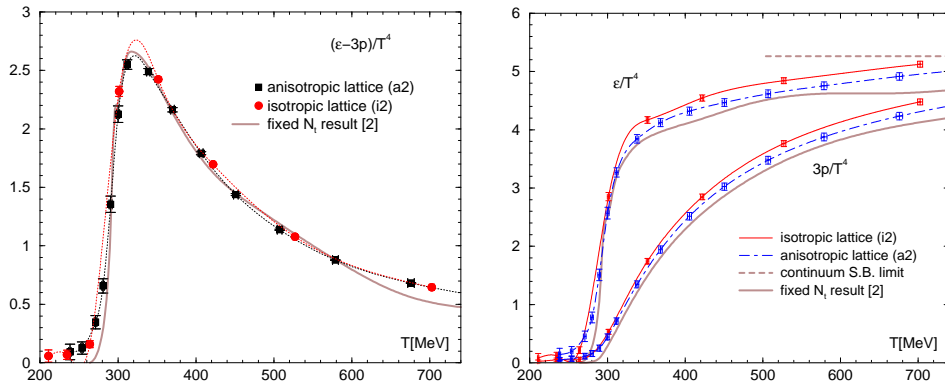 (ε−3p)/T⁴
anisotropic lattice (a2)
isotropic lattice (i2)
fixed Nₜ result [2]
3
2.5
2
1.5
1
0.5
0
200 300 400 500 600 700
T[MeV]
6
5
4
3
2
1
0
ε/T⁴
3p/T⁴
isotropic lattice (i2)
anisotropic lattice (a2)
continuum S.B. limit
fixed Nₜ result [2]
T[MeV]
200 300 400 500 600 700